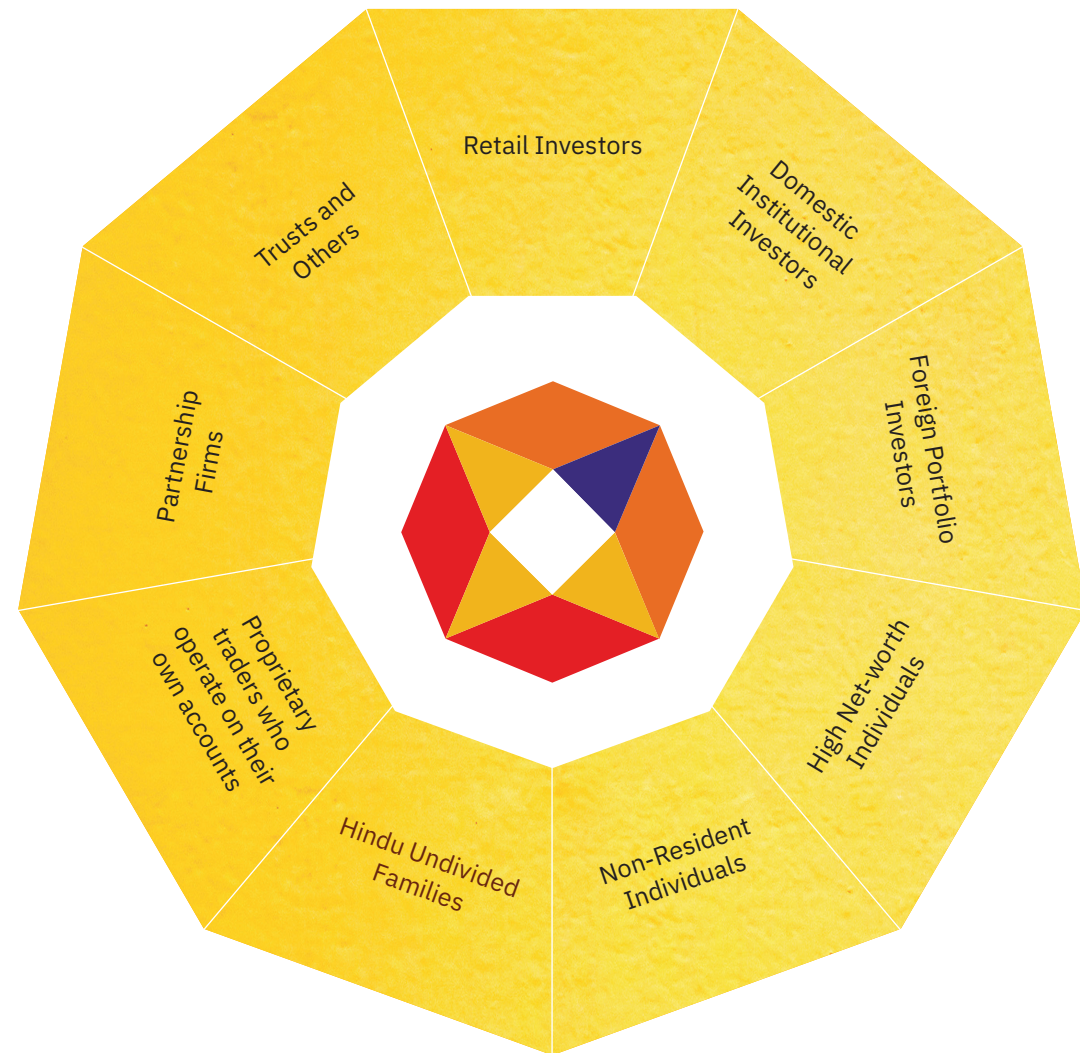 Retail Investors
Domestic
Institutional
Investors
Foreign Portfolio
Investors
High Net-worth
Individuals
Non-Resident
Individuals
Hindu Undivided
Families
Proprietary
traders who
operate on their
own accounts
Partnership
Firms
Trusts and
Others